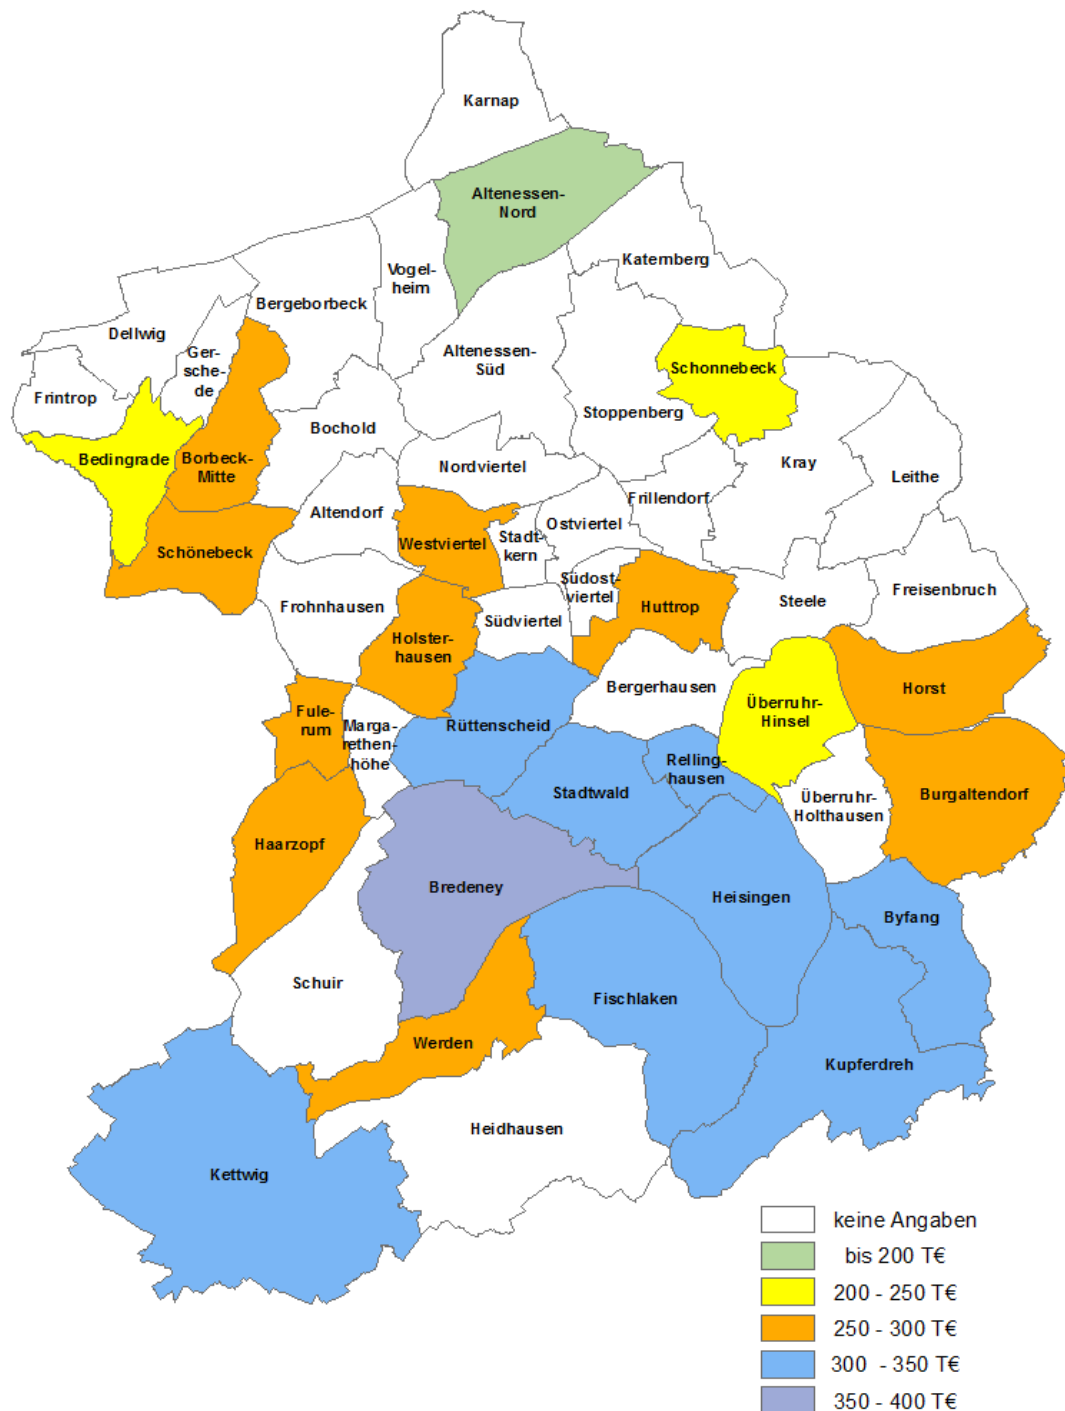 Karnap
Altenessen-
Nord
Katernberg
Vogel-
heim
Bergeborbeck
Dellwig
Ger-
sche-
de
Altenessen-
Süd
Schonnebeck
Frintrop
Stoppenberg
Bochold
Bedingrade
Borbeck-
Mitte
Nordviertel
Kray
Leithe
Frillendorf
Altendorf
Ostviertel
Stadt-
kern
Westviertel
Schönebeck
Südost-
viertel
Freisenbruch
Steele
Huttrop
Frohnhausen
Südviertel
Holster-
hausen
Bergerhausen
Horst
Überruhr-
Hinsel
Fule-
rum
Marga-
rethen-
höhe
Rüttenscheid
Relling-
hausen
Stadtwald
Burgaltendorf
Überruhr-
Holthausen
Haarzopf
Bredeney
Heisingen
Byfang
Schuir
Fischlaken
Werden
Kupferdreh
Heidhausen
Kettwig
keine Angaben
bis 200 T€
200 - 250 T€
250 - 300 T€
300 - 350 T€
350 - 400 T€